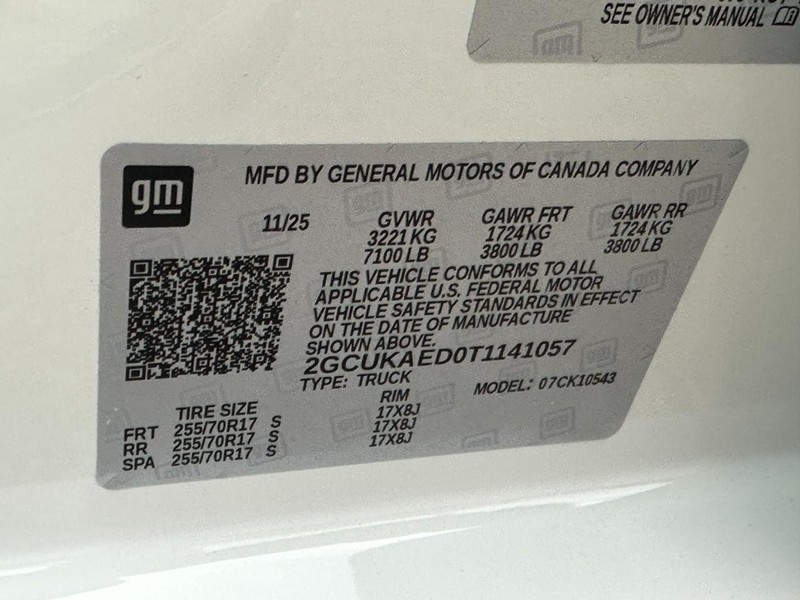 SEE OWNER'S MANUAL
gm
MFD BY GENERAL MOTORS OF CANADA COMPANY
11/25 GVWR GAWR FRT GAWR RR
3221 KG 1724 KG 1724 KG
7100 LB 3800 LB 3800 LB
THIS VEHICLE CONFORMS TO ALL
APPLICABLE U.S. FEDERAL MOTOR
VEHICLE SAFETY STANDARDS IN EFFECT
ON THE DATE OF MANUFACTURE
SHOWN ABOVE.
2GCUKAED0T1141057
TYPE: TRUCK MODEL: 07CK10543
TIRE SIZE RIM
FRT 255/70R17 S 17X8J
RR 255/70R17 S 17X8J
SPA 255/70R17 S 17X8J